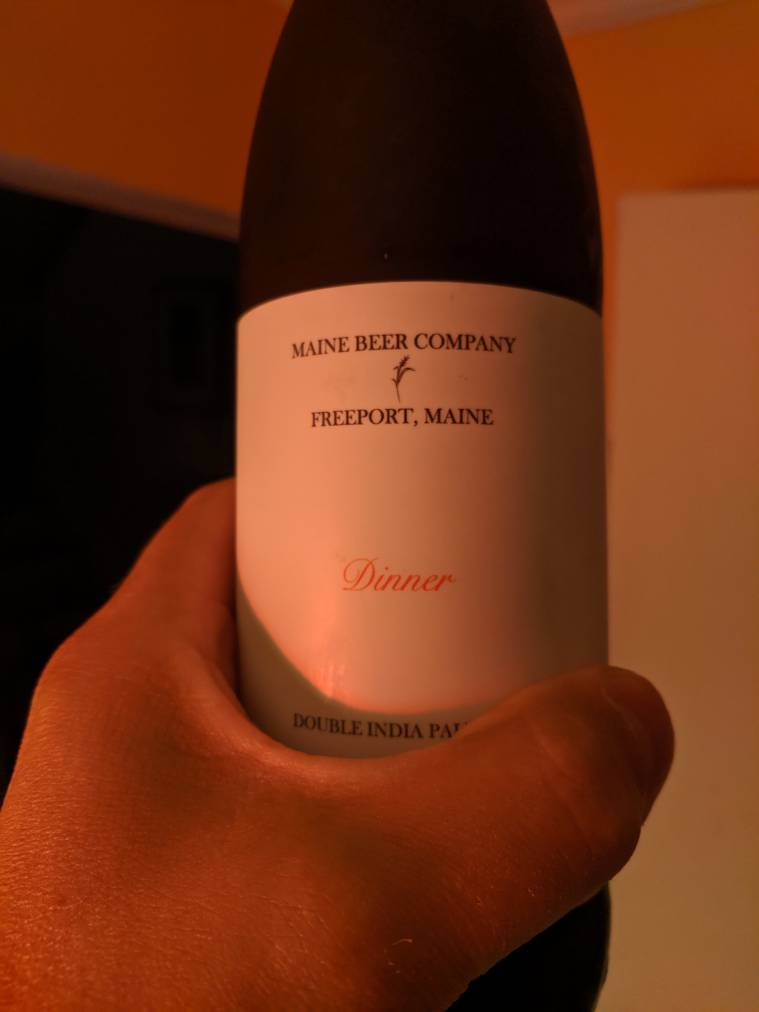 MAINE BEER COMPANY
FREEPORT, MAINE
Dinner
DOUBLE INDIA